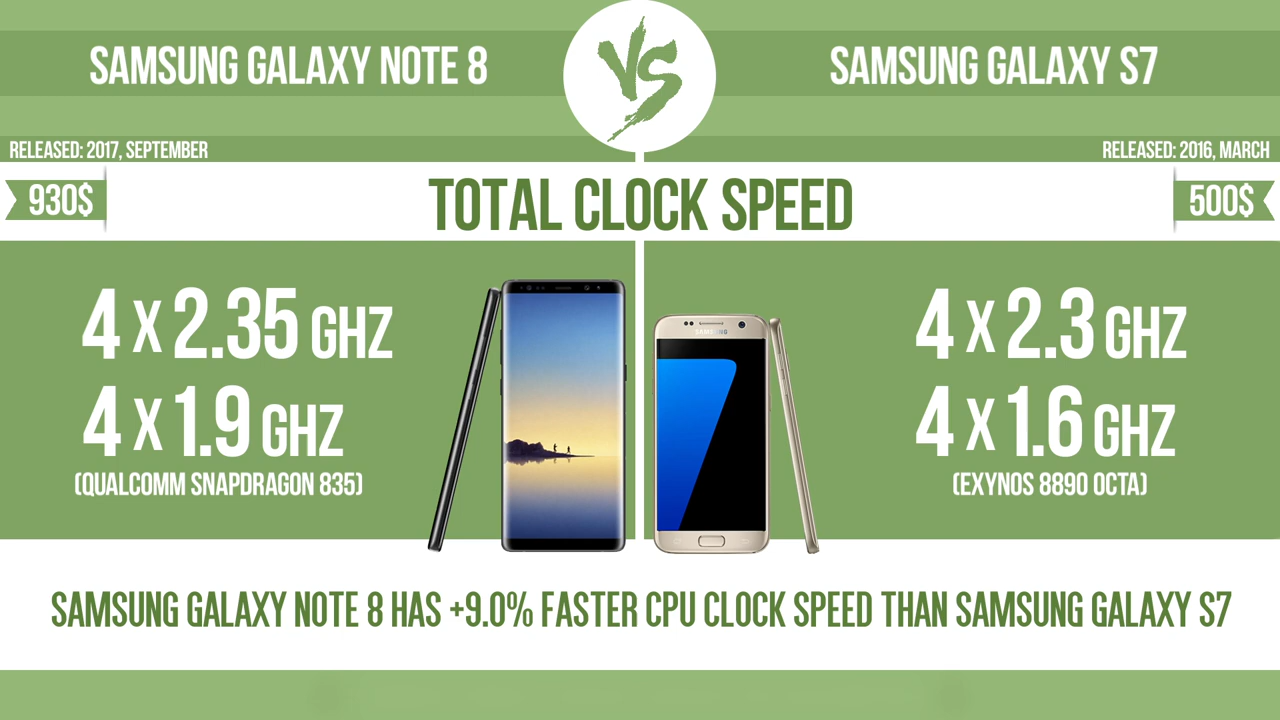 SAMSUNG GALAXY NOTE 8
VS
SAMSUNG GALAXY S7
RELEASED: 2017, SEPTEMBER
RELEASED: 2016, MARCH
930$
TOTAL CLOCK SPEED
500$
4 X 2.35 GHZ
4 X 1.9 GHZ
(QUALCOMM SNAPDRAGON 835)
SAMSUNG
4 X 2.3 GHZ
4 X 1.6 GHZ
(EXYNOS 8890 OCTA)
SAMSUNG GALAXY NOTE 8 HAS +9.0% FASTER CPU CLOCK SPEED THAN SAMSUNG GALAXY S7